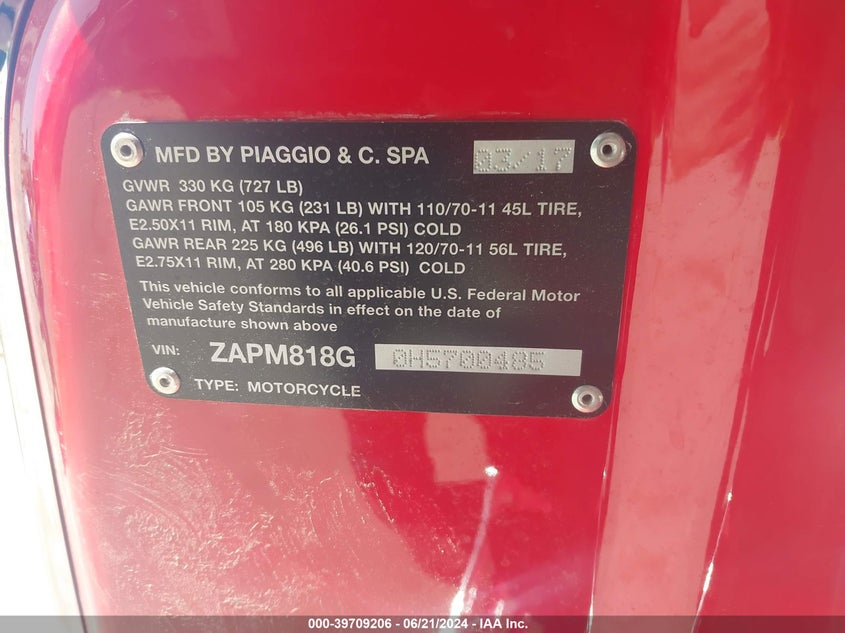 MFD BY PIAGGIO & C. SPA 03/17
GVWR 330 KG (727 LB)
GAWR FRONT 105 KG (231 LB) WITH 110/70-11 45L TIRE,
E2.50X11 RIM, AT 180 KPA (26.1 PSI) COLD
GAWR REAR 225 KG (496 LB) WITH 120/70-11 56L TIRE,
E2.75X11 RIM, AT 280 KPA (40.6 PSI) COLD
This vehicle conforms to all applicable U.S. Federal Motor
Vehicle Safety Standards in effect on the date of
manufacture shown above
VIN: ZAPM818G 0H5700485
TYPE: MOTORCYCLE
000-39709206 - 06/21/2024 - IAA Inc.